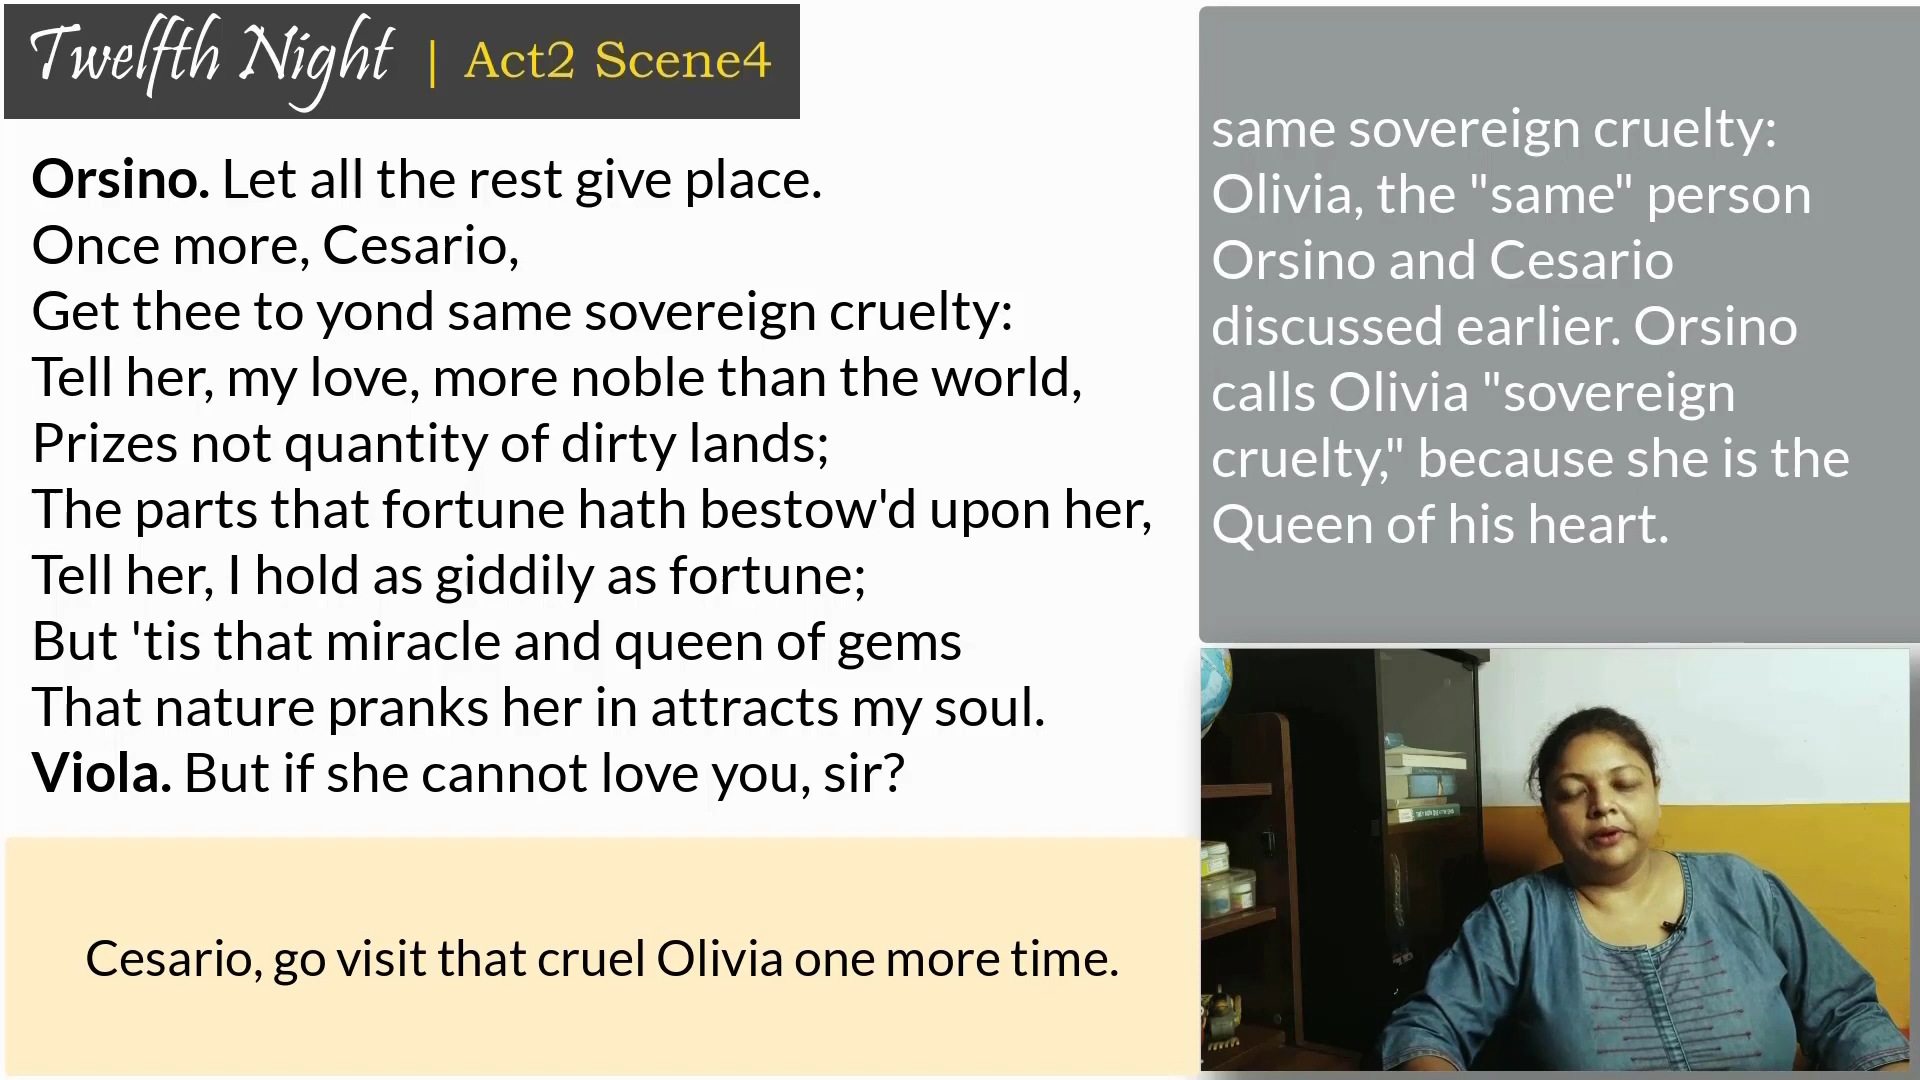 Twelfth Night | Act2 Scene4
Orsino. Let all the rest give place.
Once more, Cesario,
Get thee to yond same sovereign cruelty:
Tell her, my love, more noble than the world,
Prizes not quantity of dirty lands;
The parts that fortune hath bestow'd upon her,
Tell her, I hold as giddily as fortune;
But 'tis that miracle and queen of gems
That nature pranks her in attracts my soul.
Viola. But if she cannot love you, sir?
same sovereign cruelty:
Olivia, the "same" person
Orsino and Cesario
discussed earlier. Orsino
calls Olivia "sovereign
cruelty," because she is the
Queen of his heart.
Cesario, go visit that cruel Olivia one more time.